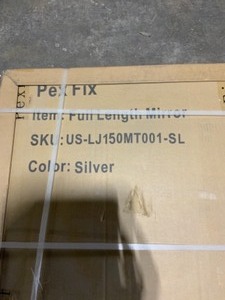 PexFix
Item: Full Length Mirror
SKU: US-LJ150MT001-SL
Color: Silver